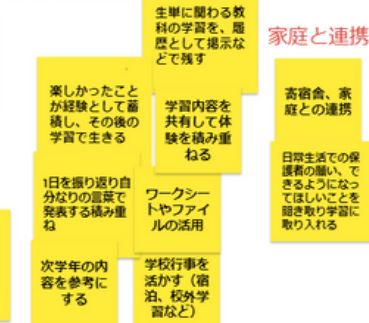 生単に関わる教
科の学習を、履
歴として掲示な
どで残す
家庭と連携
楽しかったこと
が経験として蓄
積し、その後の
学習で生きる
学習内容を
共有して体
験を積み重
ねる
寄宿舎、家
庭との連携
1日を振り返り自
分なりの言葉で
発表する積み重
ね
ワークシー
トやファイ
ルの活用
日常生活での保
護者の願い、で
きるようになっ
てほしいことを
聞き取り学習に
取り入れる
次学年の内
容を参考に
する
学校行事を
活かす（宿
泊、校外学
習など）